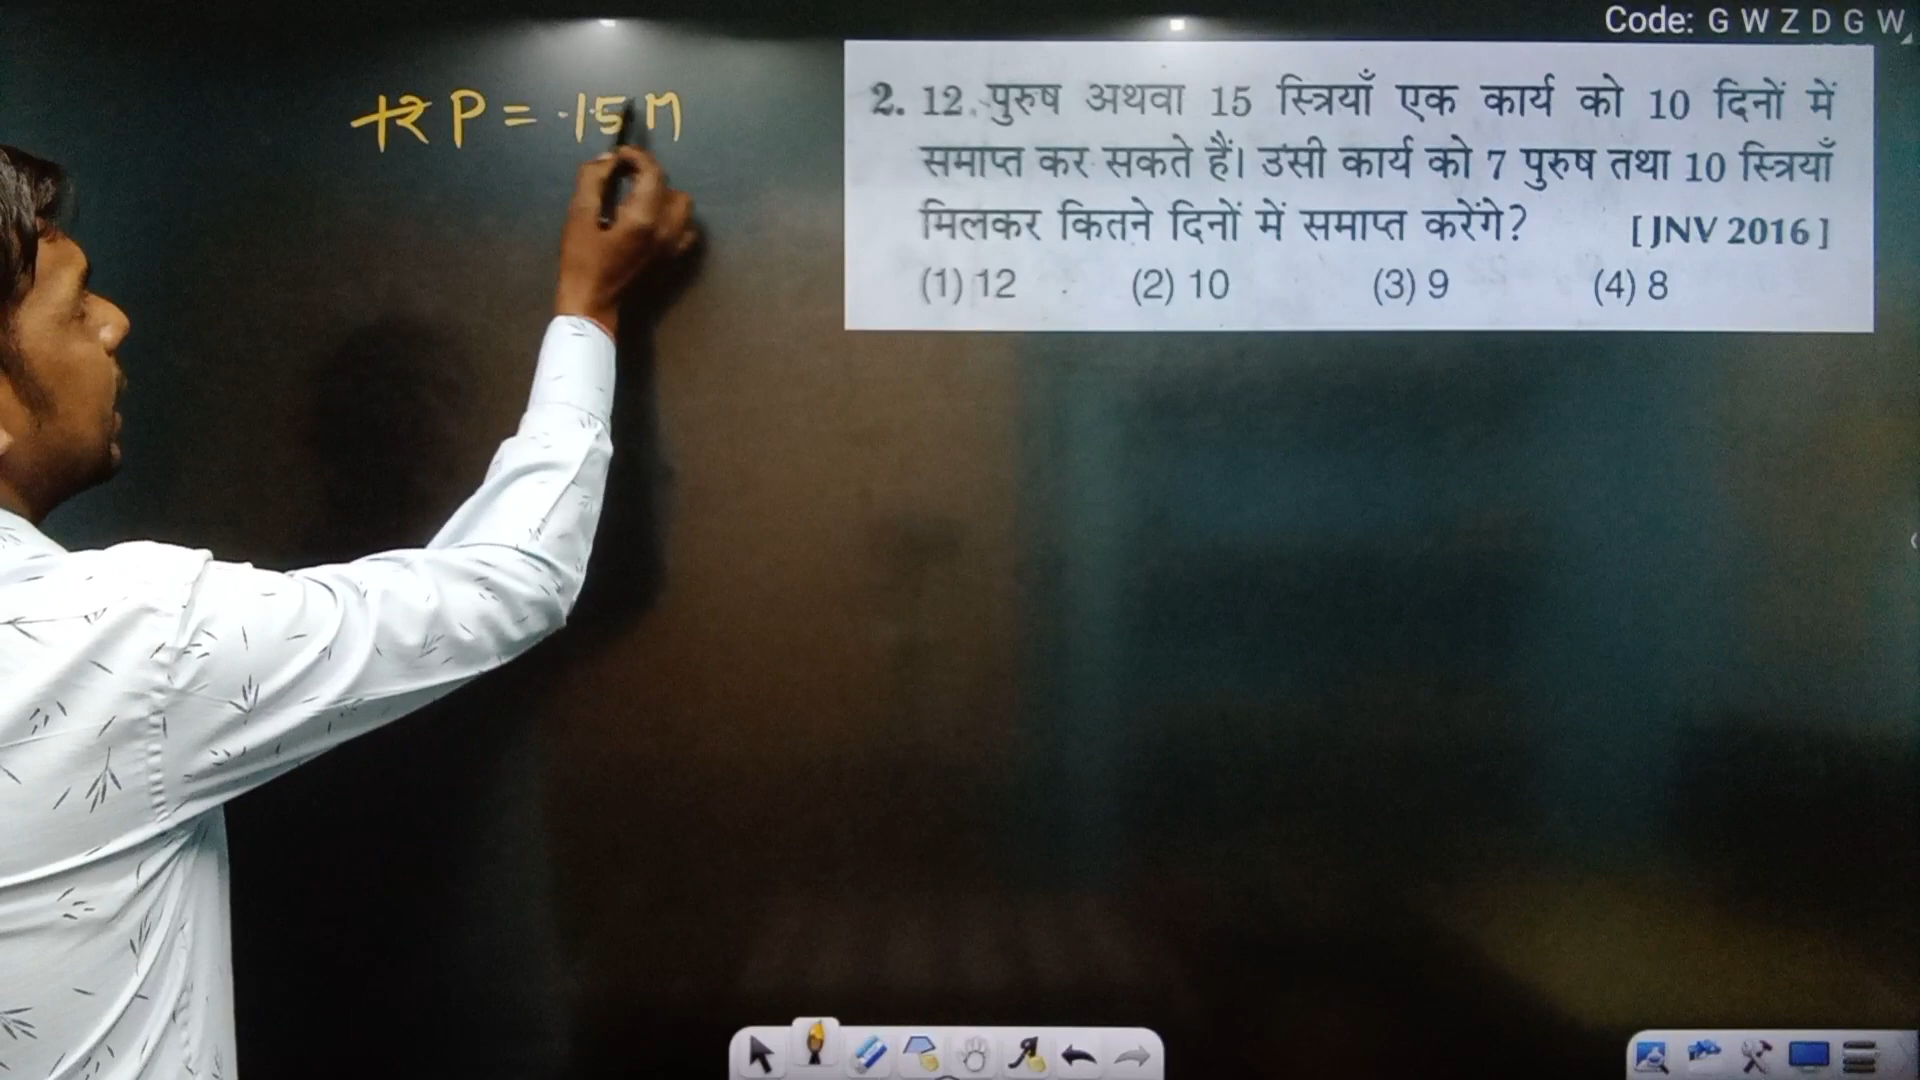 Code: G W Z D G W
12 P = 15 M
2. 12 पुरुष अथवा 15 स्त्रियाँ एक कार्य को 10 दिनों में
समाप्त कर सकते हैं। उसी कार्य को 7 पुरुष तथा 10 स्त्रियाँ
मिलकर कितने दिनों में समाप्त करेंगे? [JNV 2016]
(1) 12 (2) 10 (3) 9 (4) 8